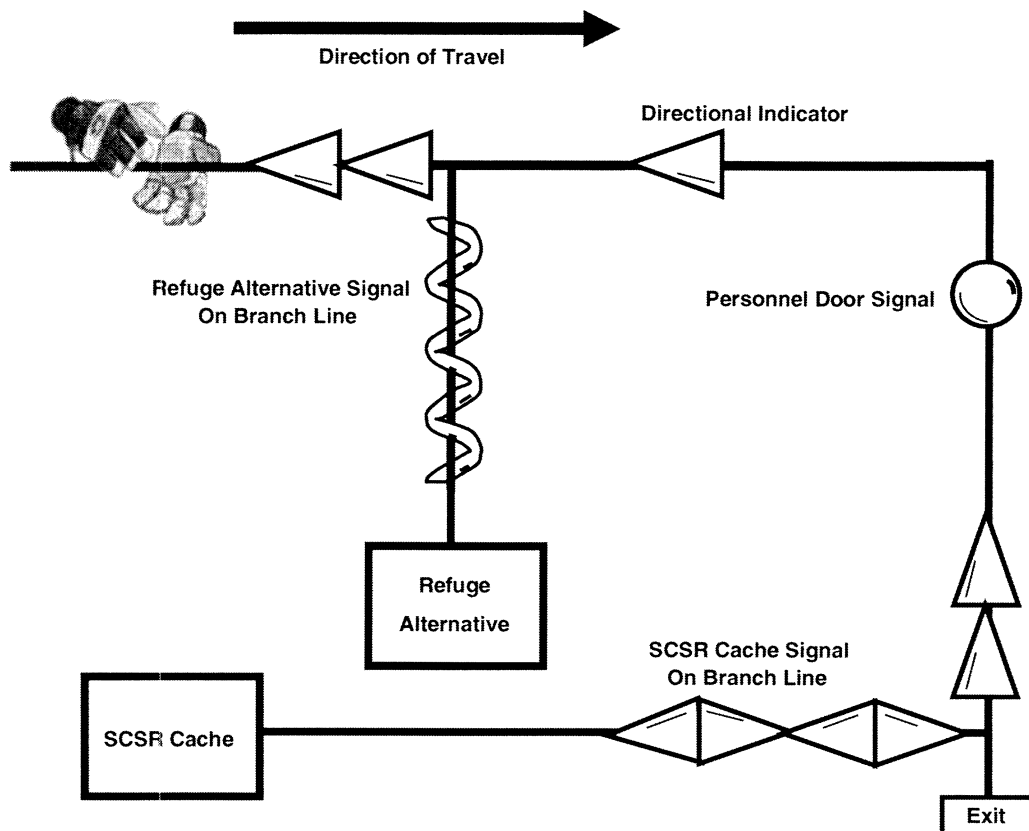 Direction of Travel
Directional Indicator
Refuge Alternative Signal
On Branch Line
Personnel Door Signal
Refuge
Alternative
SCSR Cache Signal
On Branch Line
SCSR Cache
Exit